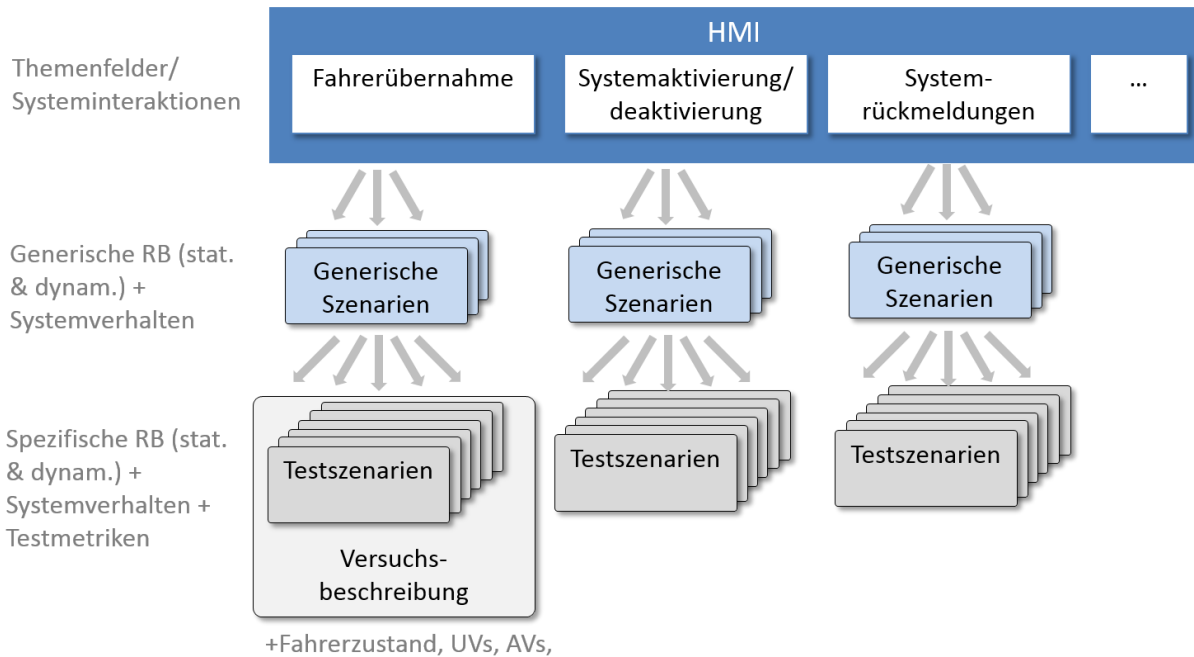 HMI
Themenfelder/
Systeminteraktionen
Fahrerübernahme
Systemaktivierung/
deaktivierung
System-
rückmeldungen
...
Generische RB (stat.
& dynam.) +
Systemverhalten
Generische
Szenarien
Generische
Szenarien
Generische
Szenarien
Spezifische RB (stat.
& dynam.) +
Systemverhalten +
Testmetriken
Testszenarien
Testszenarien
Testszenarien
Versuchs-
beschreibung
+Fahrerzustand, UVs, AVs,